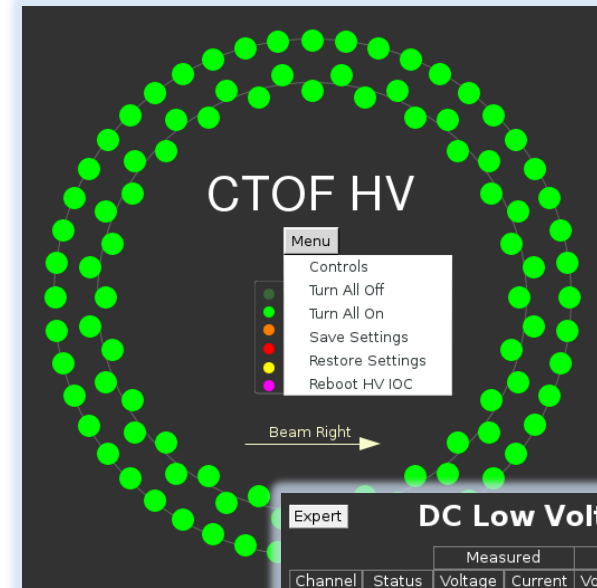 CTOF HV
Menu
Controls
Turn All Off
Turn All On
Save Settings
Restore Settings
Reboot HV IOC
Beam Right
Expert
DC Low Volt
Measured
Channel Status Voltage Current Vo